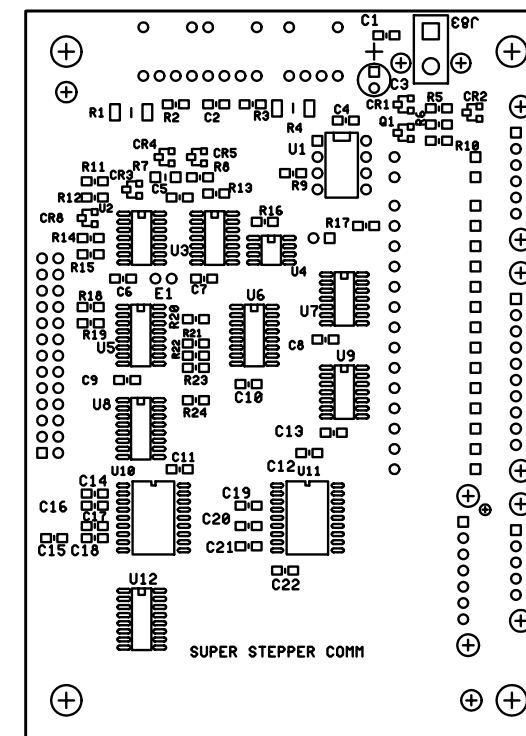 C1
J83
C3
R1
R2
C2
R3
R4
C4
CR1
R5
CR2
R6
Q1
R10
CR4
CR5
U1
R7
R8
R11
CR3
C5
R9
R12
R13
CR8
U2
R16
R17
R14
U3
R15
U4
C6
E1
C7
R18
U6
U7
R20
R19
R21
U5
R22
C8
U9
R23
C9
C10
U8
R24
C13
C11
C12
U10
U11
C14
C16
C19
C17
C20
C15
C18
C21
U12
C22
SUPER STEPPER COMM